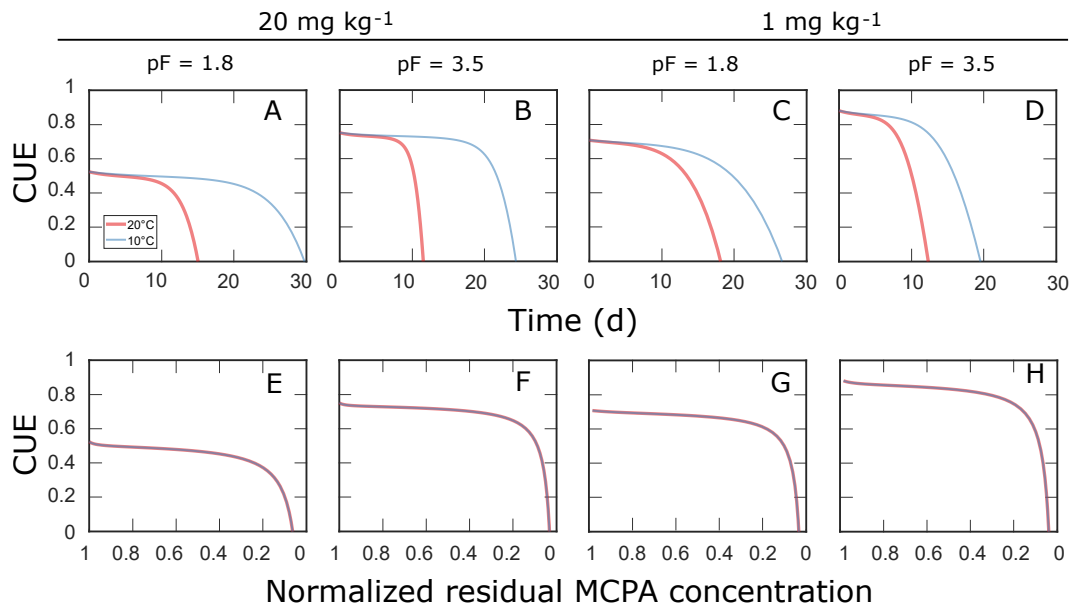 20 mg kg-1 1 mg kg-1
pF = 1.8 pF = 3.5 pF = 1.8 pF = 3.5
1
0.8
0.6
0.4
0.2
0
CUE
A B C D
20°C
10°C
0 10 20 30 0 10 20 30 0 10 20 30 0 10 20 30
Time (d)
1
0.8
0.6
0.4
0.2
0
CUE
E F G H
1 0.8 0.6 0.4 0.2 0 1 0.8 0.6 0.4 0.2 0 1 0.8 0.6 0.4 0.2 0 1 0.8 0.6 0.4 0.2 0
Normalized residual MCPA concentration